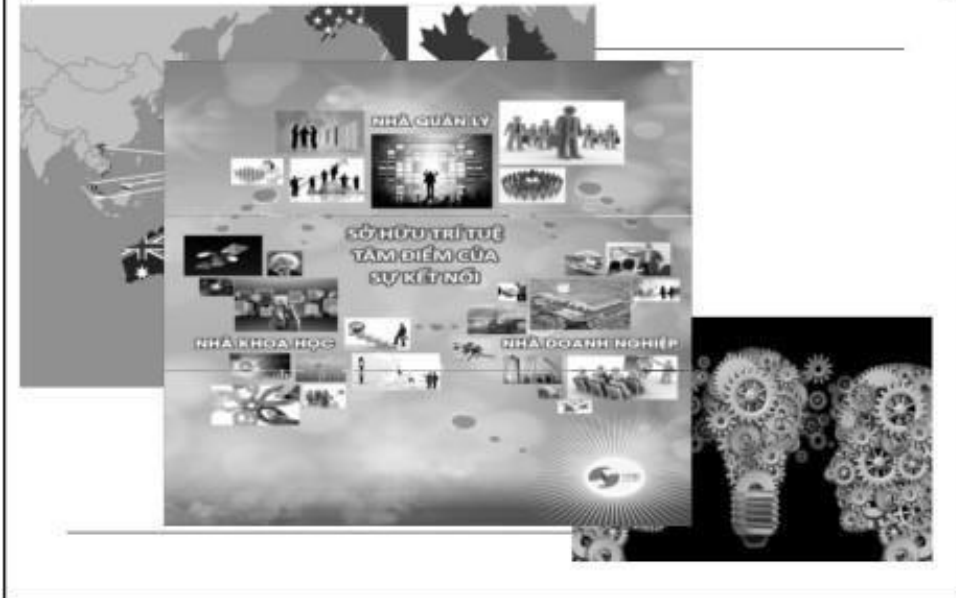 NHÀ QUẢN LÝ
SỞ HỮU TRÍ TUỆ
TÂM ĐIỂM CỦA
SỰ KẾT NỐI
NHÀ KHOA HỌC
NHÀ DOANH NGHIỆP